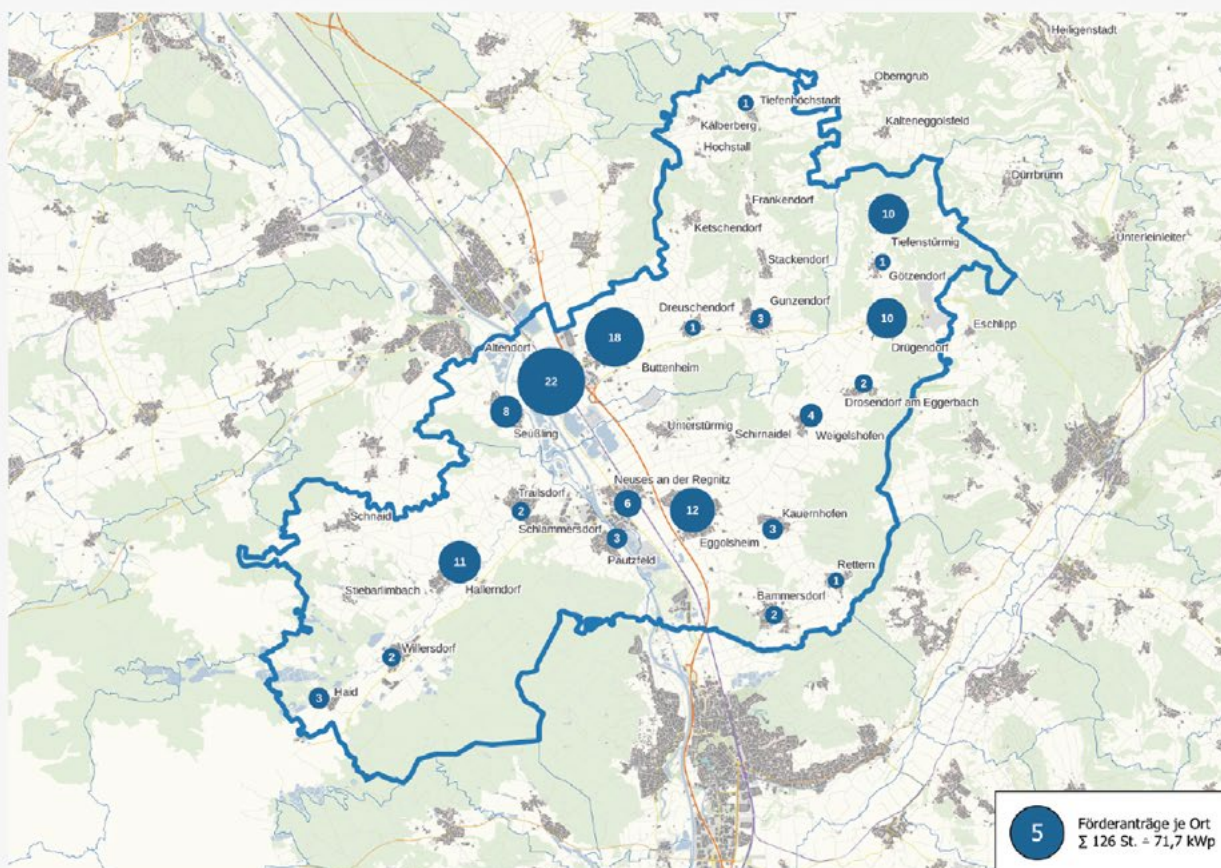 Heiligenstadt
Oberngrub
1
Tiefenhöchstadt
Kälberberg
Kalteneggolsfeld
Hochstall
Dürrbrunn
Frankendorf
10
Ketschendorf
Tiefenstürmig
Unterleinleiter
Stackendorf
1
Götzendorf
Dreuschendorf
Gunzendorf
1
3
10
Eschlipp
18
Drügendorf
Altendorf
Buttenheim
22
2
Drosendorf am Eggerbach
8
4
Seußling
Unterstürmig
Schirnaidel
Weigelshofen
Neuses an der Regnitz
Trailsdorf
6
2
12
Schnaid
Kauernhofen
Schlammersdorf
3
3
Eggolsheim
Pautzfeld
11
Rettern
1
Stiebarlimbach
Hallerndorf
Bammersdorf
2
Willersdorf
2
Haid
3
5
Förderanträge je Ort
Σ 126 St. = 71,7 kWp